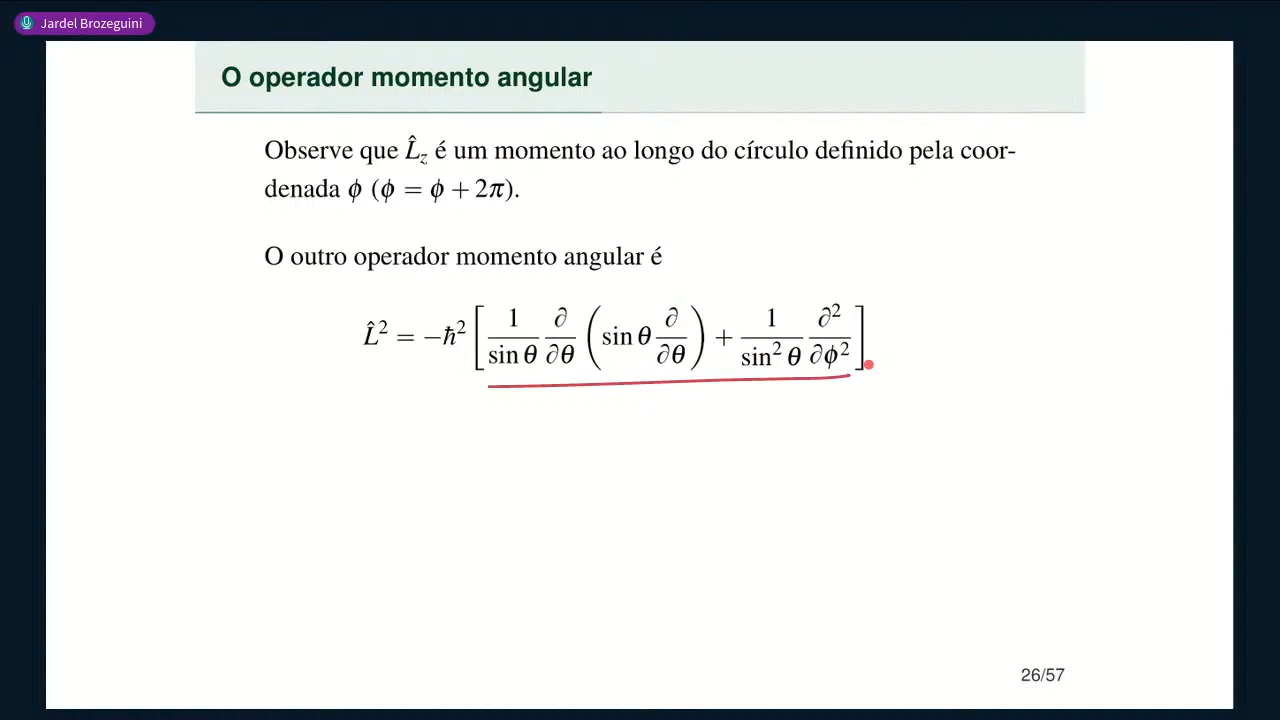 Jardel Brozeguini
O operador momento angular
Observe que L̂_z é um momento ao longo do círculo definido pela coor-
denada ϕ (ϕ = ϕ + 2π).
O outro operador momento angular é
L̂² = −ħ² [ 1/sin θ ∂/∂θ ( sin θ ∂/∂θ ) + 1/sin² θ ∂²/∂ϕ² ]
26/57